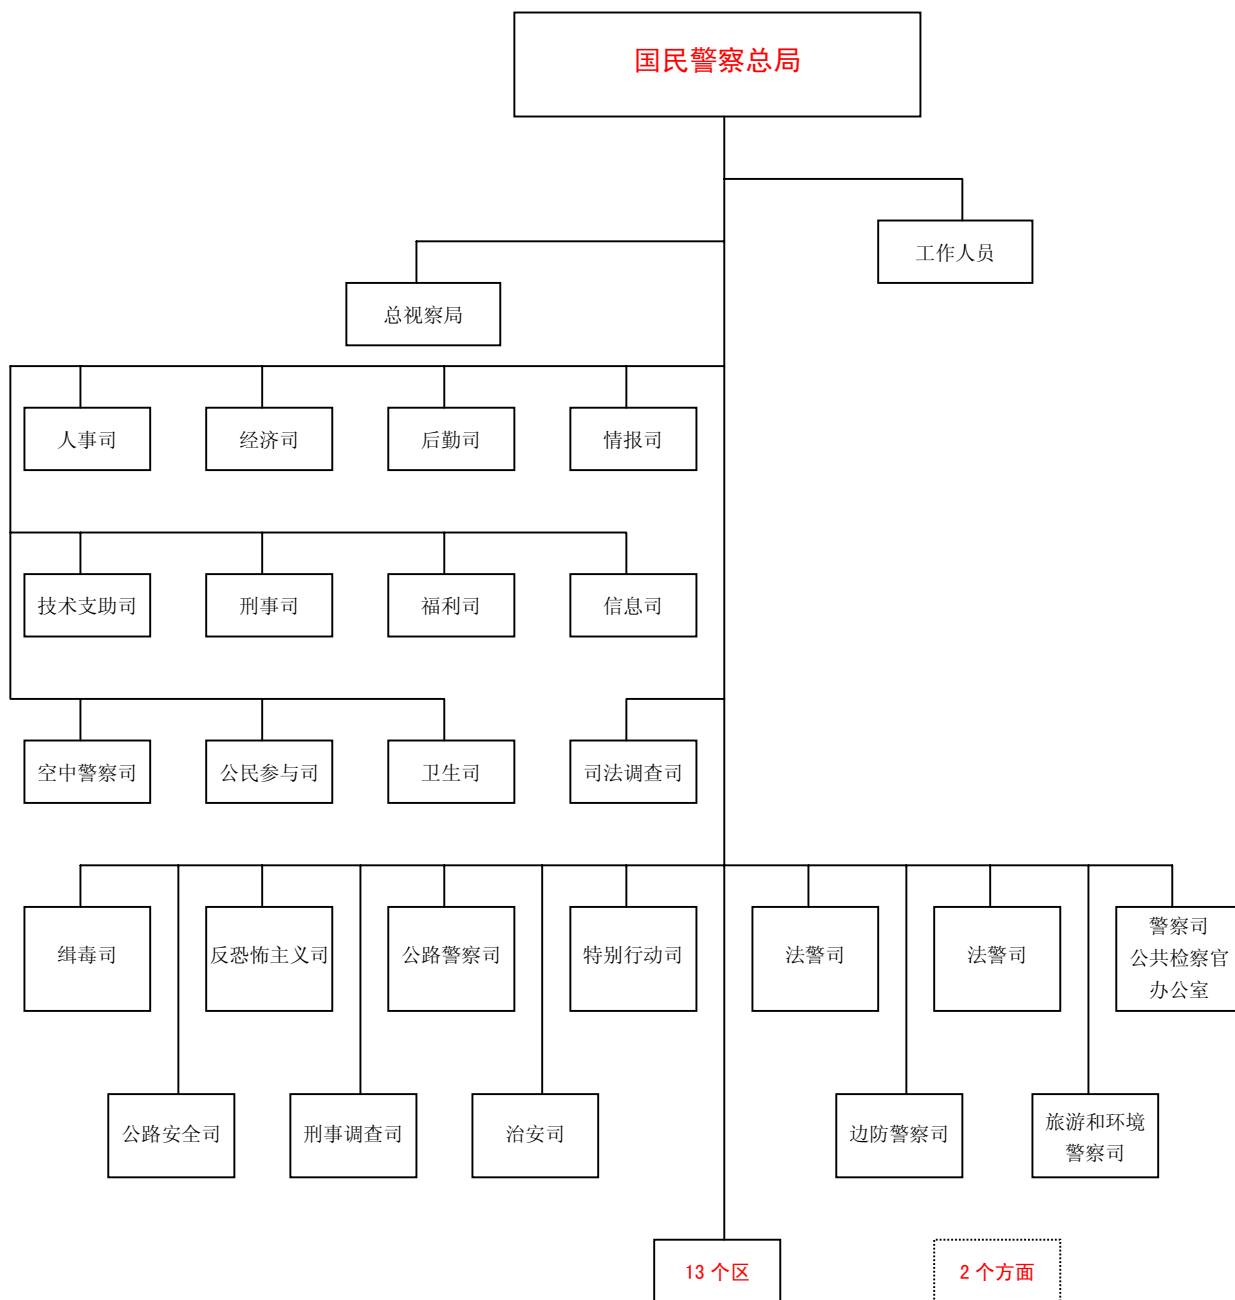 国民警察总局
工作人员
总视察局
人事司
经济司
后勤司
情报司
技术支助司
刑事司
福利司
信息司
空中警察司
公民参与司
卫生司
司法调查司
缉毒司
反恐怖主义司
公路警察司
特别行动司
法警司
法警司
警察司
公共检察官
办公室
公路安全司
刑事调查司
治安司
边防警察司
旅游和环境
警察司
13 个区
2 个方面